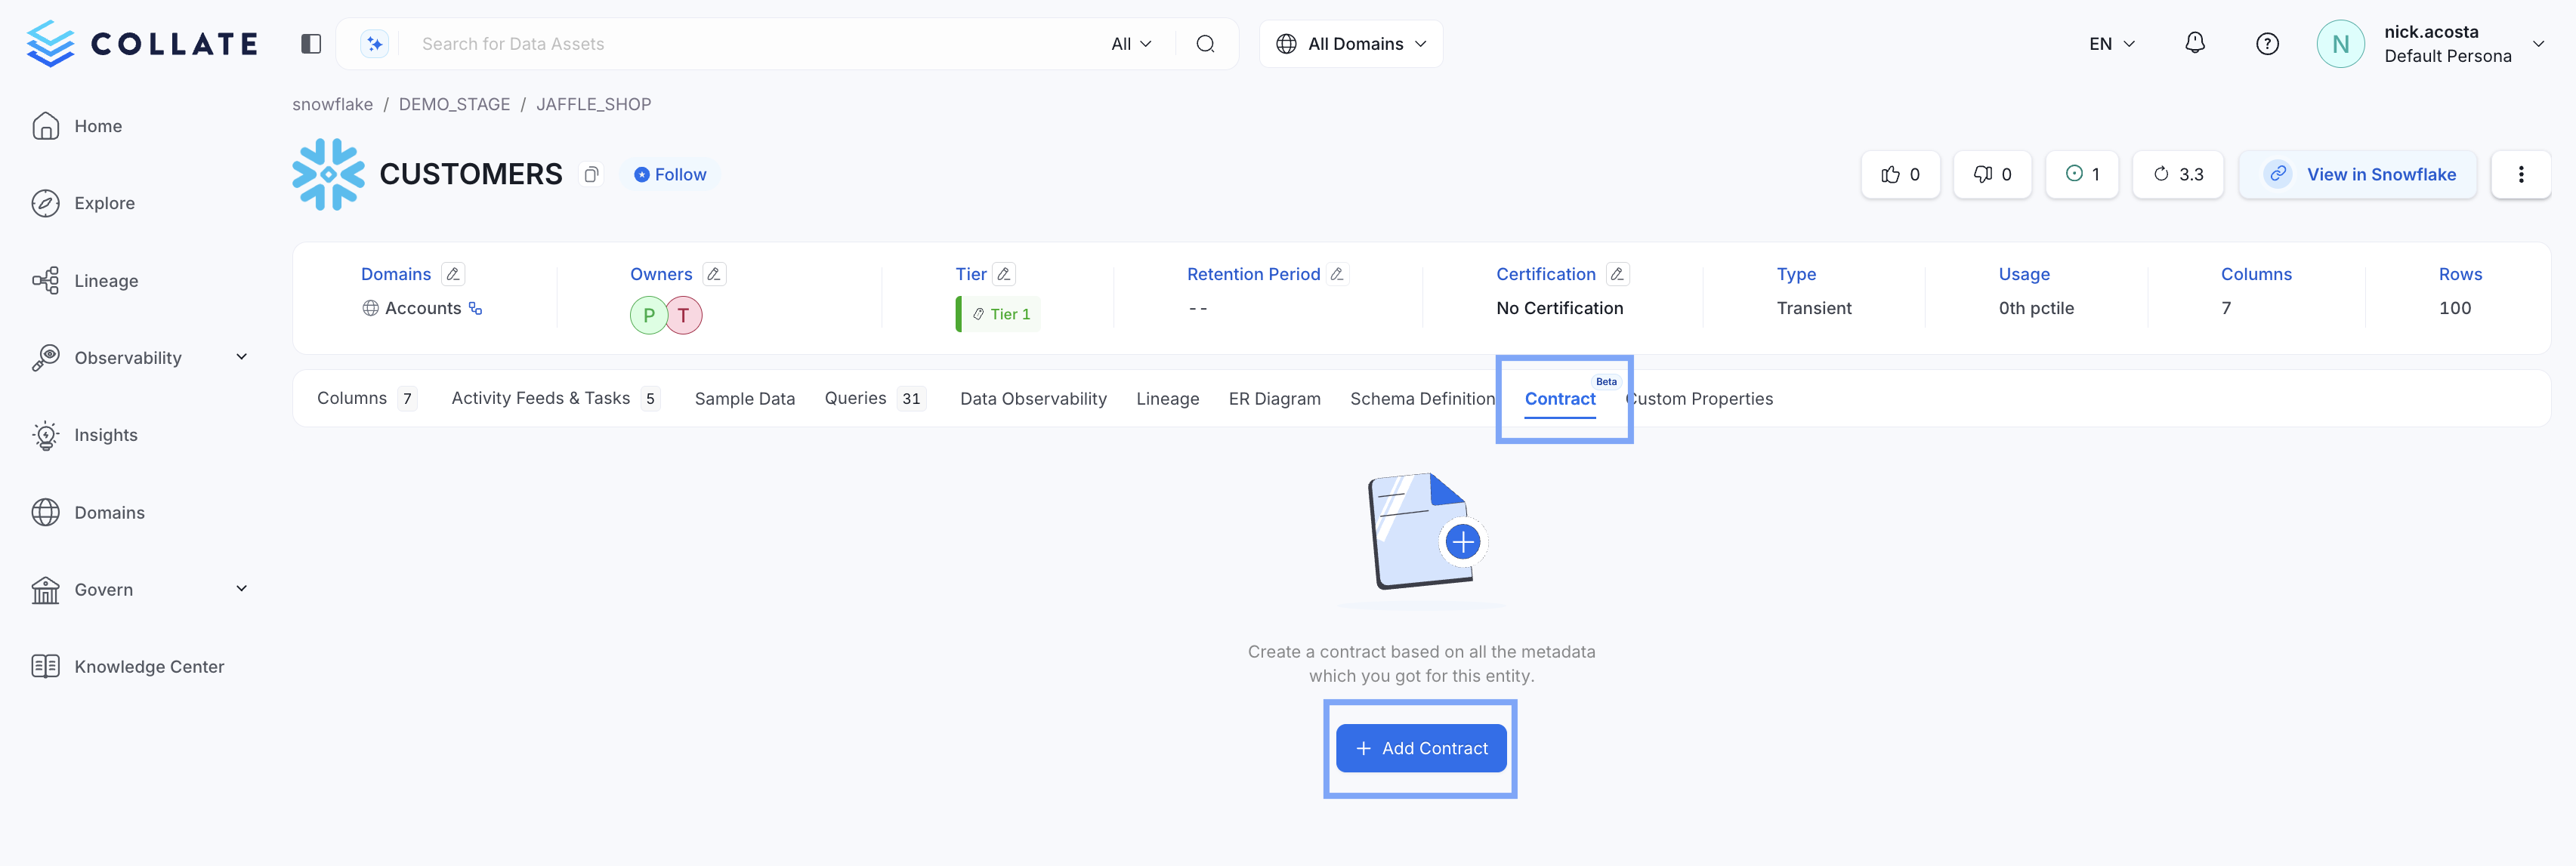 COLLATE
Search for Data Assets
All
All Domains
EN
nick.acosta
Default Persona
N
Home
Explore
Lineage
Observability
Insights
Domains
Govern
Knowledge Center
snowflake / DEMO_STAGE / JAFFLE_SHOP
CUSTOMERS
Follow
0
0
1
3.3
View in Snowflake
Domains
Accounts
Owners
P T
Tier
Tier 1
Retention Period
--
Certification
No Certification
Type
Transient
Usage
0th pctile
Columns
7
Rows
100
Columns 7
Activity Feeds & Tasks 5
Sample Data
Queries 31
Data Observability
Lineage
ER Diagram
Schema Definition
Contract
Beta
Custom Properties
Create a contract based on all the metadata
which you got for this entity.
+ Add Contract